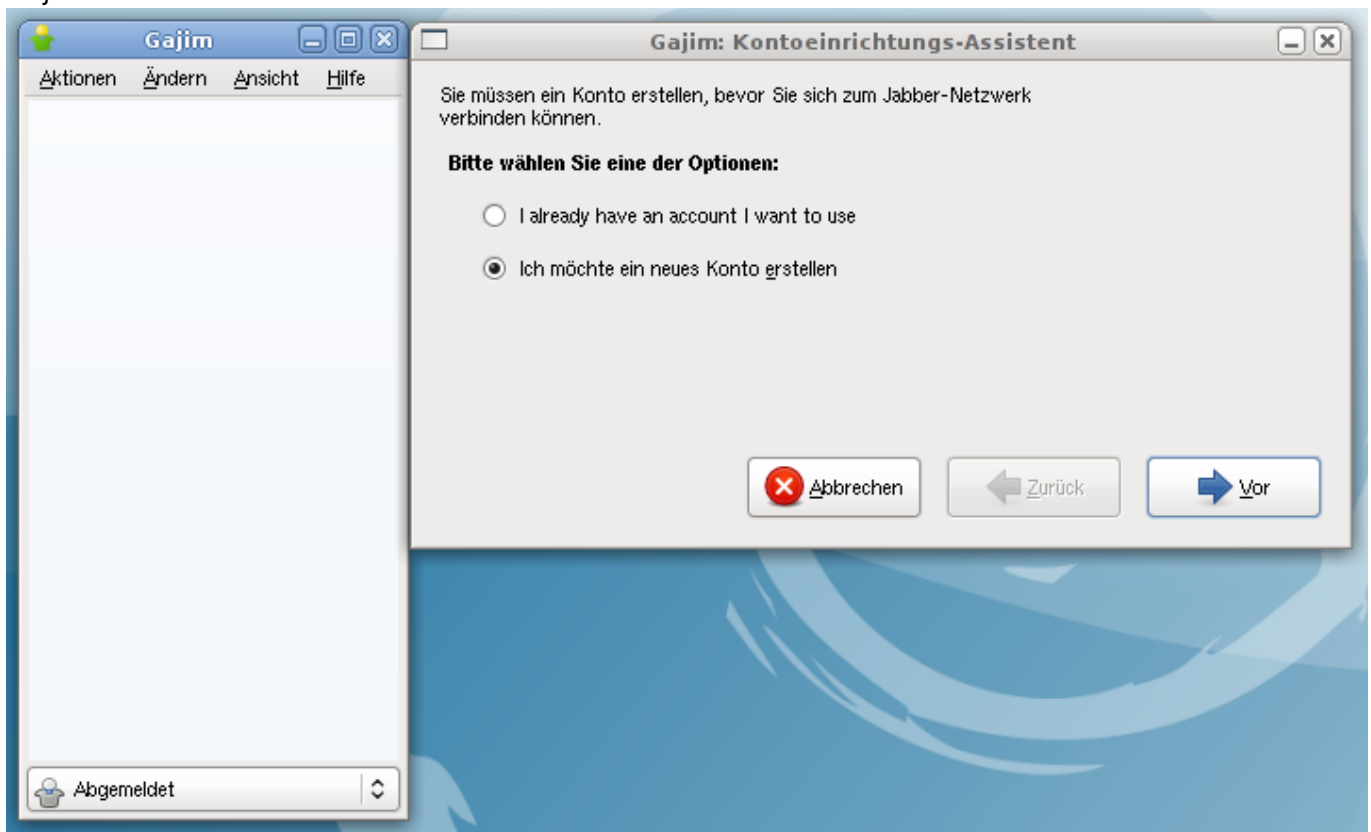 Gajim
Aktionen Ändern Ansicht Hilfe
Abgemeldet
Gajim: Kontoeinrichtungs-Assistent
Sie müssen ein Konto erstellen, bevor Sie sich zum Jabber-Netzwerk
verbinden können.
Bitte wählen Sie eine der Optionen:
I already have an account I want to use
Ich möchte ein neues Konto erstellen
Abbrechen Zurück Vor